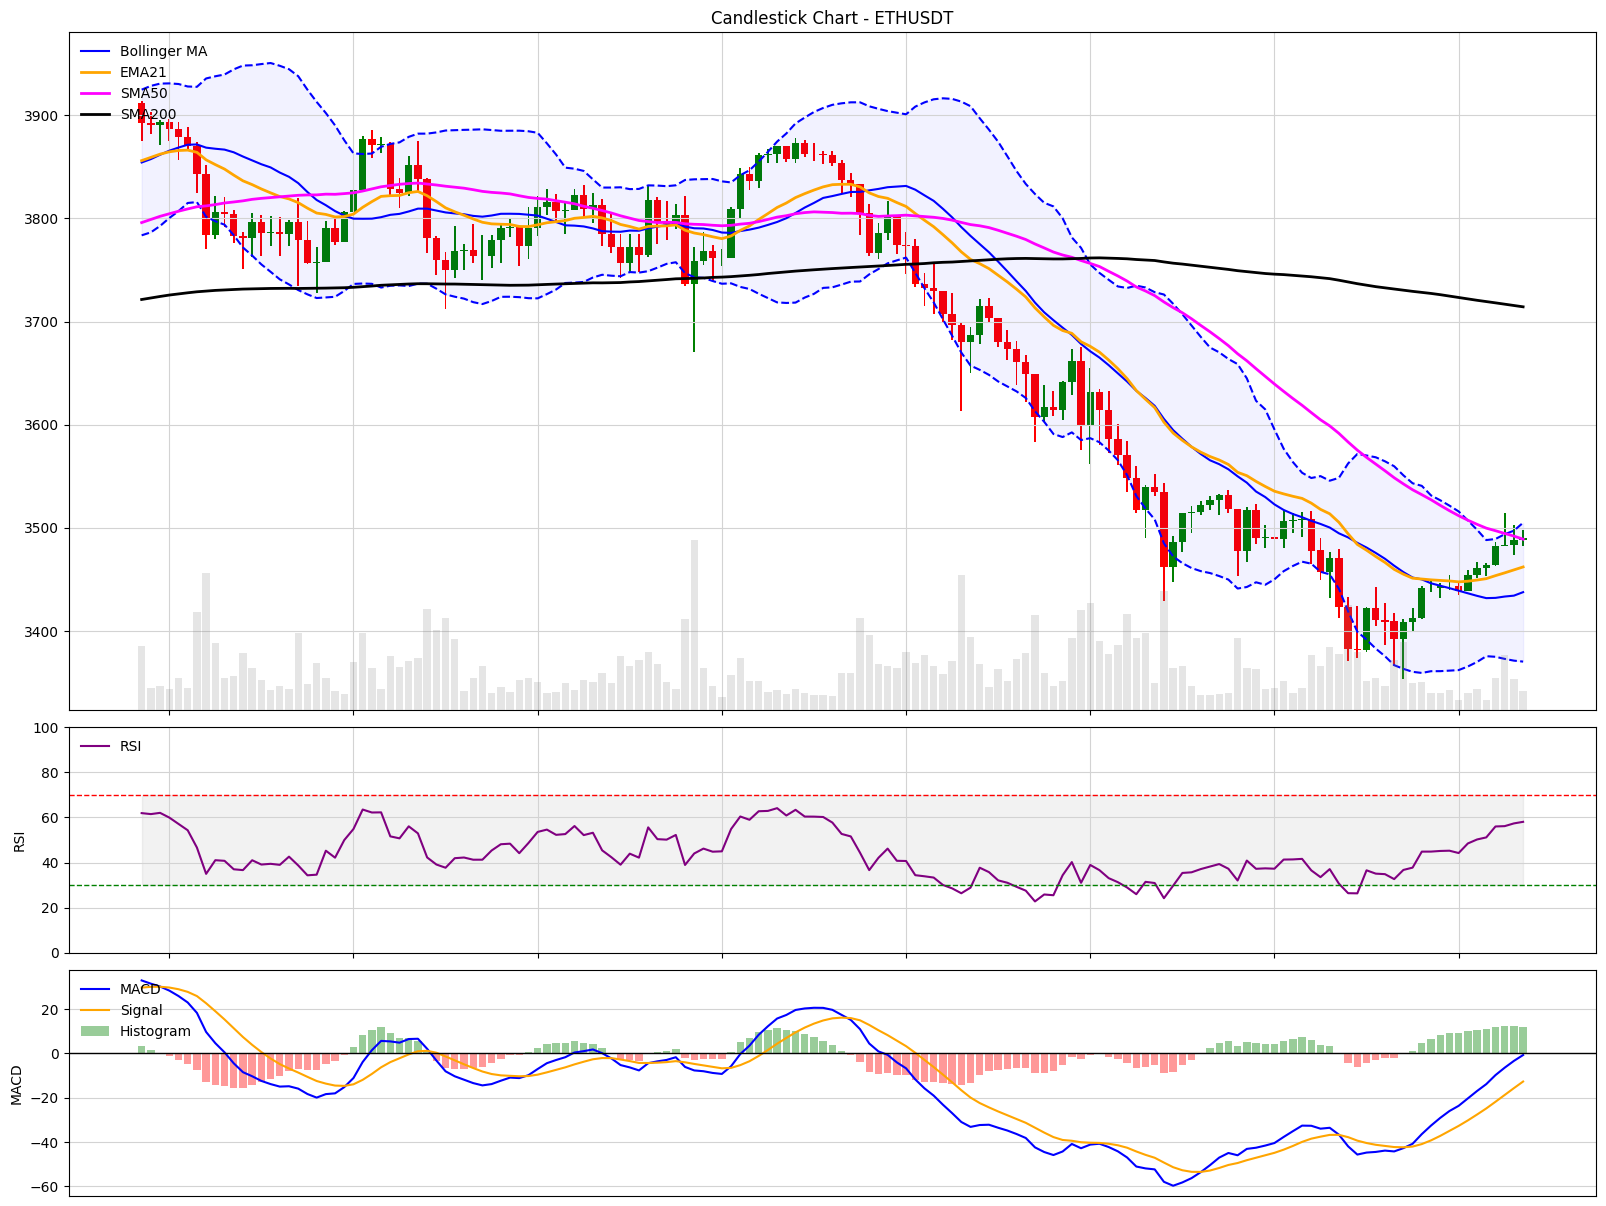 Candlestick Chart - ETHUSDT
Bollinger MA
EMA21
SMA50
SMA200
3900
3800
3700
3600
3500
3400
RSI
100
80
60
40
20
0
RSI
MACD
Signal
Histogram
20
0
−20
−40
−60
MACD